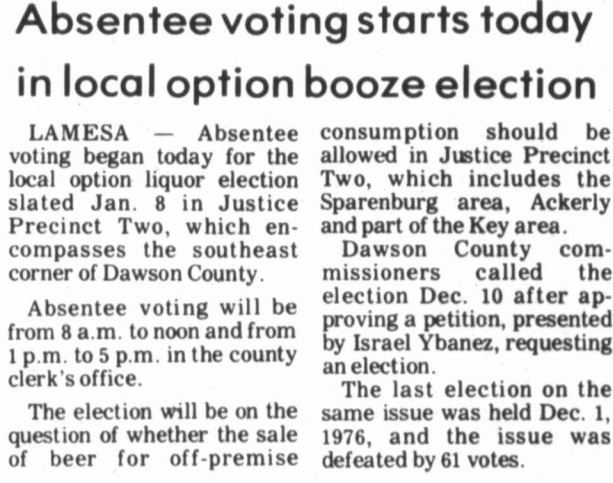 Absentee voting starts today
in local option booze election
LAMESA — Absentee
voting began today for the
local option liquor election
slated Jan. 8 in Justice
Precinct Two, which en-
compasses the southeast
corner of Dawson County.
Absentee voting will be
from 8 a.m. to noon and from
1 p.m. to 5 p.m. in the county
clerk's office.
The election will be on the
question of whether the sale
of beer for off-premise
consumption should be
allowed in Justice Precinct
Two, which includes the
Sparenburg area, Ackerly
and part of the Key area.
Dawson County com-
missioners called the
election Dec. 10 after ap-
proving a petition, presented
by Israel Ybanez, requesting
an election.
The last election on the
same issue was held Dec. 1,
1976, and the issue was
defeated by 61 votes.